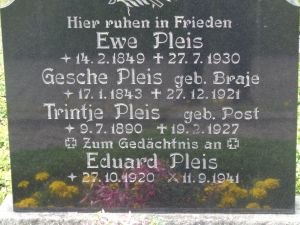 Hier ruhen in Frieden
Ewe Pleis
✦ 14.2.1849 ✢ 27.7.1930
Gesche Pleis geb. Braje
✦ 17.1.1843 ✢ 27.12.1921
Trintje Pleis geb. Post
✦ 9.7.1890 ✢ 19.2.1927
✠ Zum Gedächtnis an ✠
Eduard Pleis
✦ 27.10.1920 ⚔ 11.9.1941